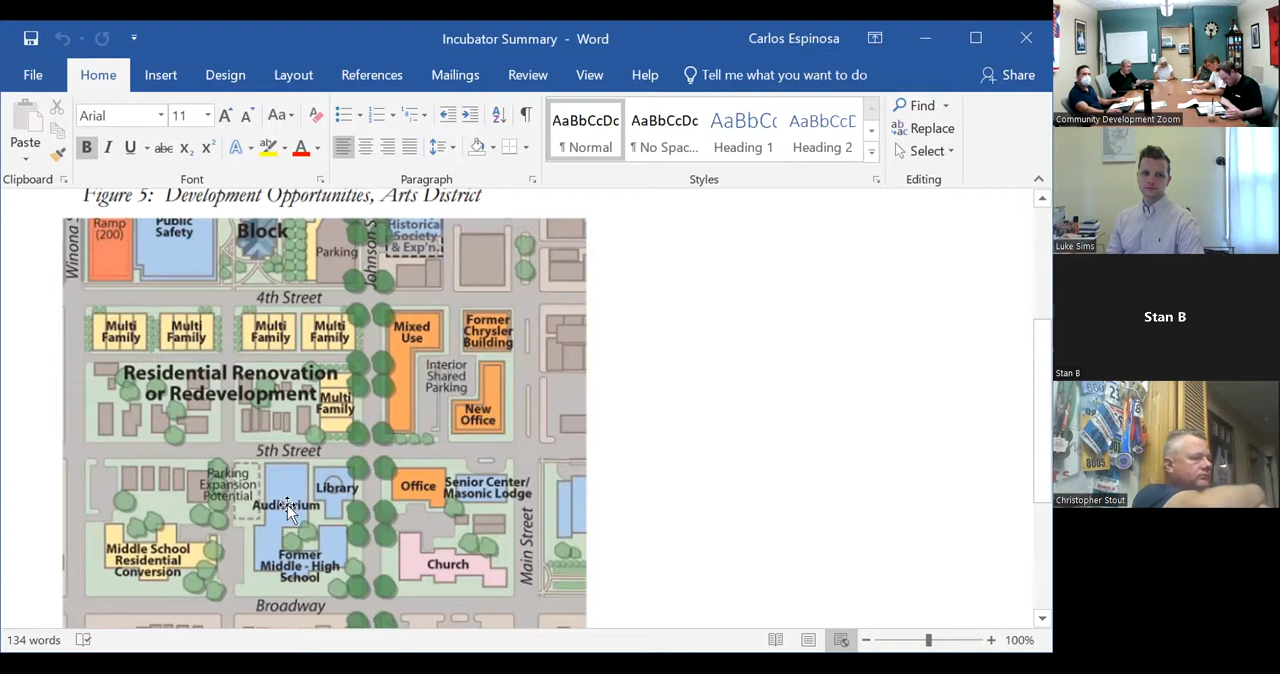 Incubator Summary - Word
Carlos Espinosa
File
Home
Insert
Design
Layout
References
Mailings
Review
View
Help
Tell me what you want to do
Share
Paste
Clipboard
Arial
11
Aa
B I U abc X₂ X²
A
Font
Paragraph
AaBbCcDc
¶ Normal
AaBbCcDc
¶ No Spac...
AaBbCc
Heading 1
AaBbCcD
Heading 2
Styles
Find
Replace
Select
Editing
Figure 5: Development Opportunities, Arts District
Winona S
Ramp
(200)
Public
Safety
Block
Parking
Johnson S
Historical
Society
& Exp'n.
4th Street
Multi
Family
Multi
Family
Multi
Family
Multi
Family
Mixed
Use
Former
Chrysler
Building
Residential Renovation
or Redevelopment
Multi
Family
Interior
Shared
Parking
New
Office
5th Street
Parking
Expansion
Potential
Auditorium
Library
Office
Senior Center/
Masonic Lodge
Middle School
Residential
Conversion
Former
Middle - High
School
Church
Main Street
Broadway
134 words
100%
Community Development Zoom
Luke Sims
Stan B
Stan B
8005
Christopher Stout